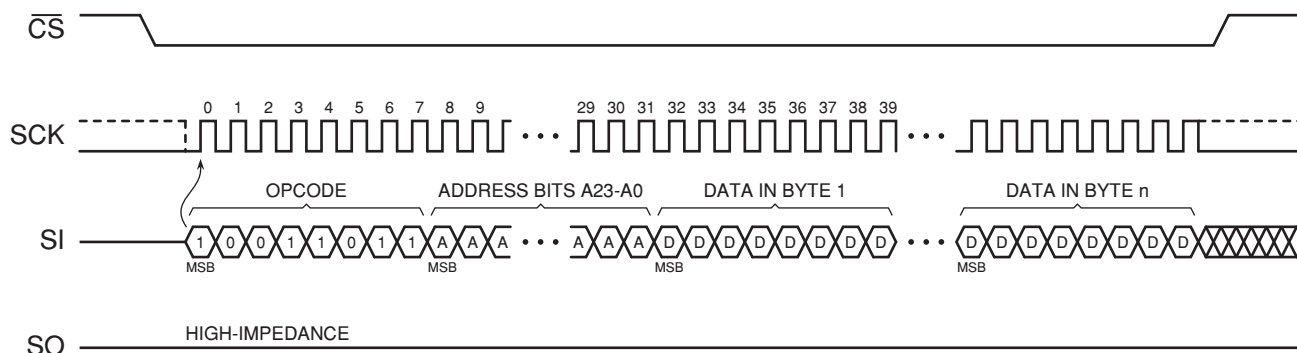 CS
0 1 2 3 4 5 6 7 8 9 29 30 31 32 33 34 35 36 37 38 39
SCK
OPCODE ADDRESS BITS A23-A0 DATA IN BYTE 1 DATA IN BYTE n
SI 1 0 0 1 1 0 1 1 A A A A A A D D D D D D D D D D D D D D D D
MSB MSB MSB MSB
HIGH-IMPEDANCE
SO